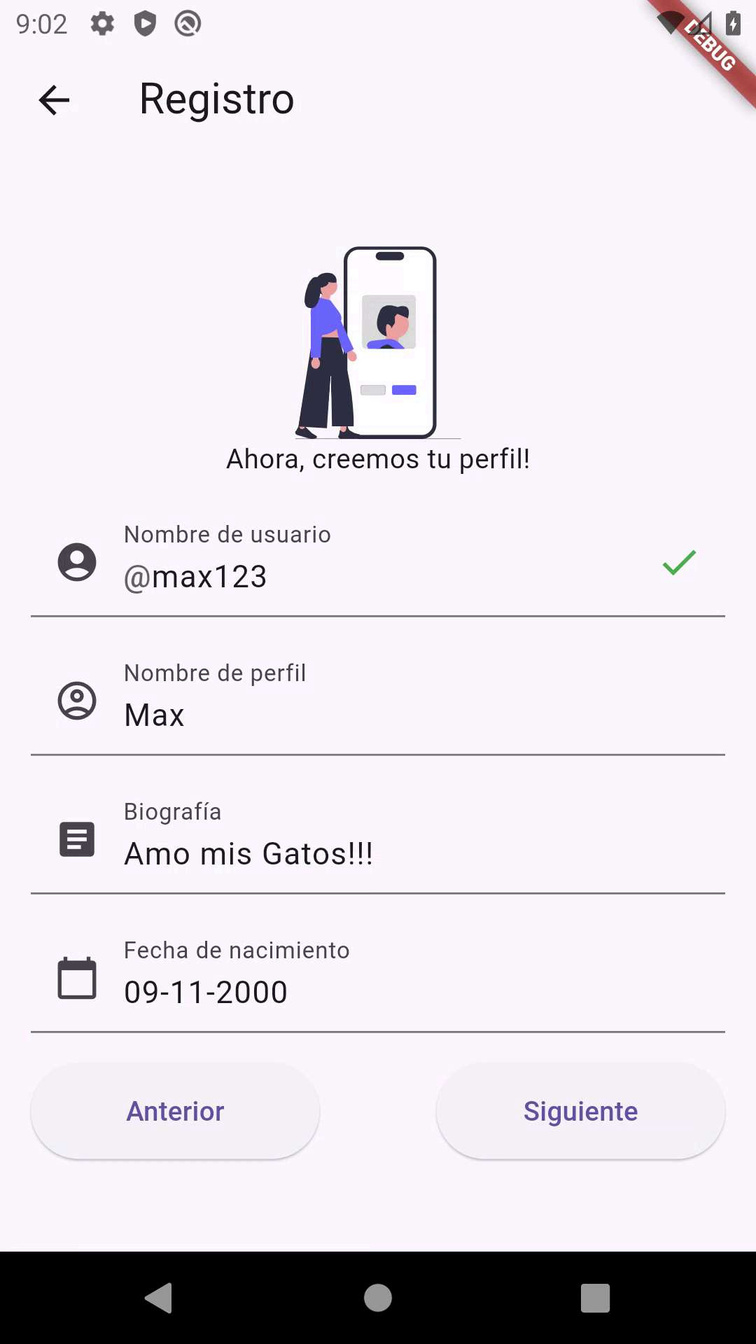 9:02
DEBUG
Registro
Ahora, creemos tu perfil!
Nombre de usuario
@max123
Nombre de perfil
Max
Biografía
Amo mis Gatos!!!
Fecha de nacimiento
09-11-2000
Anterior
Siguiente